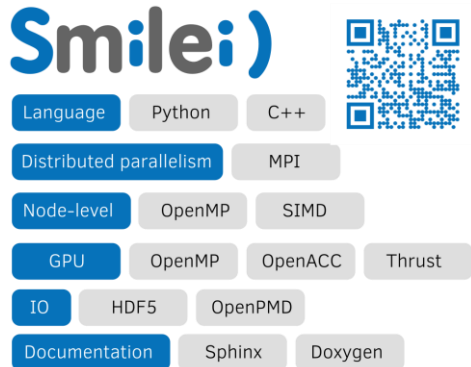 Smilei)
Language Python C++
Distributed parallelism MPI
Node-level OpenMP SIMD
GPU OpenMP OpenACC Thrust
IO HDF5 OpenPMD
Documentation Sphinx Doxygen